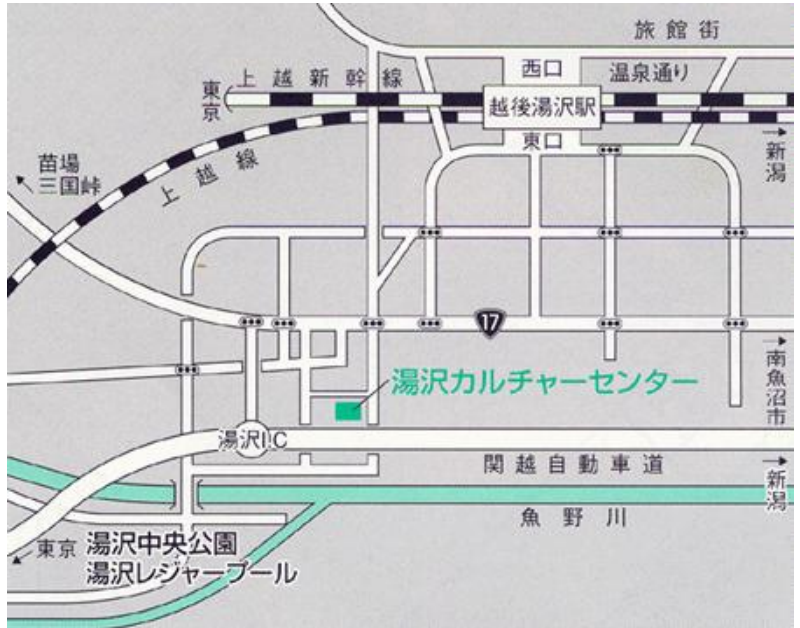 旅館街
西口
温泉通り
上越新幹線
東京
越後湯沢駅
東口
新潟
苗場
三国峠
上越線
17
湯沢カルチャーセンター
南魚沼市
湯沢I.C
関越自動車道
新潟
魚野川
東京
湯沢中央公園
湯沢レジャープール